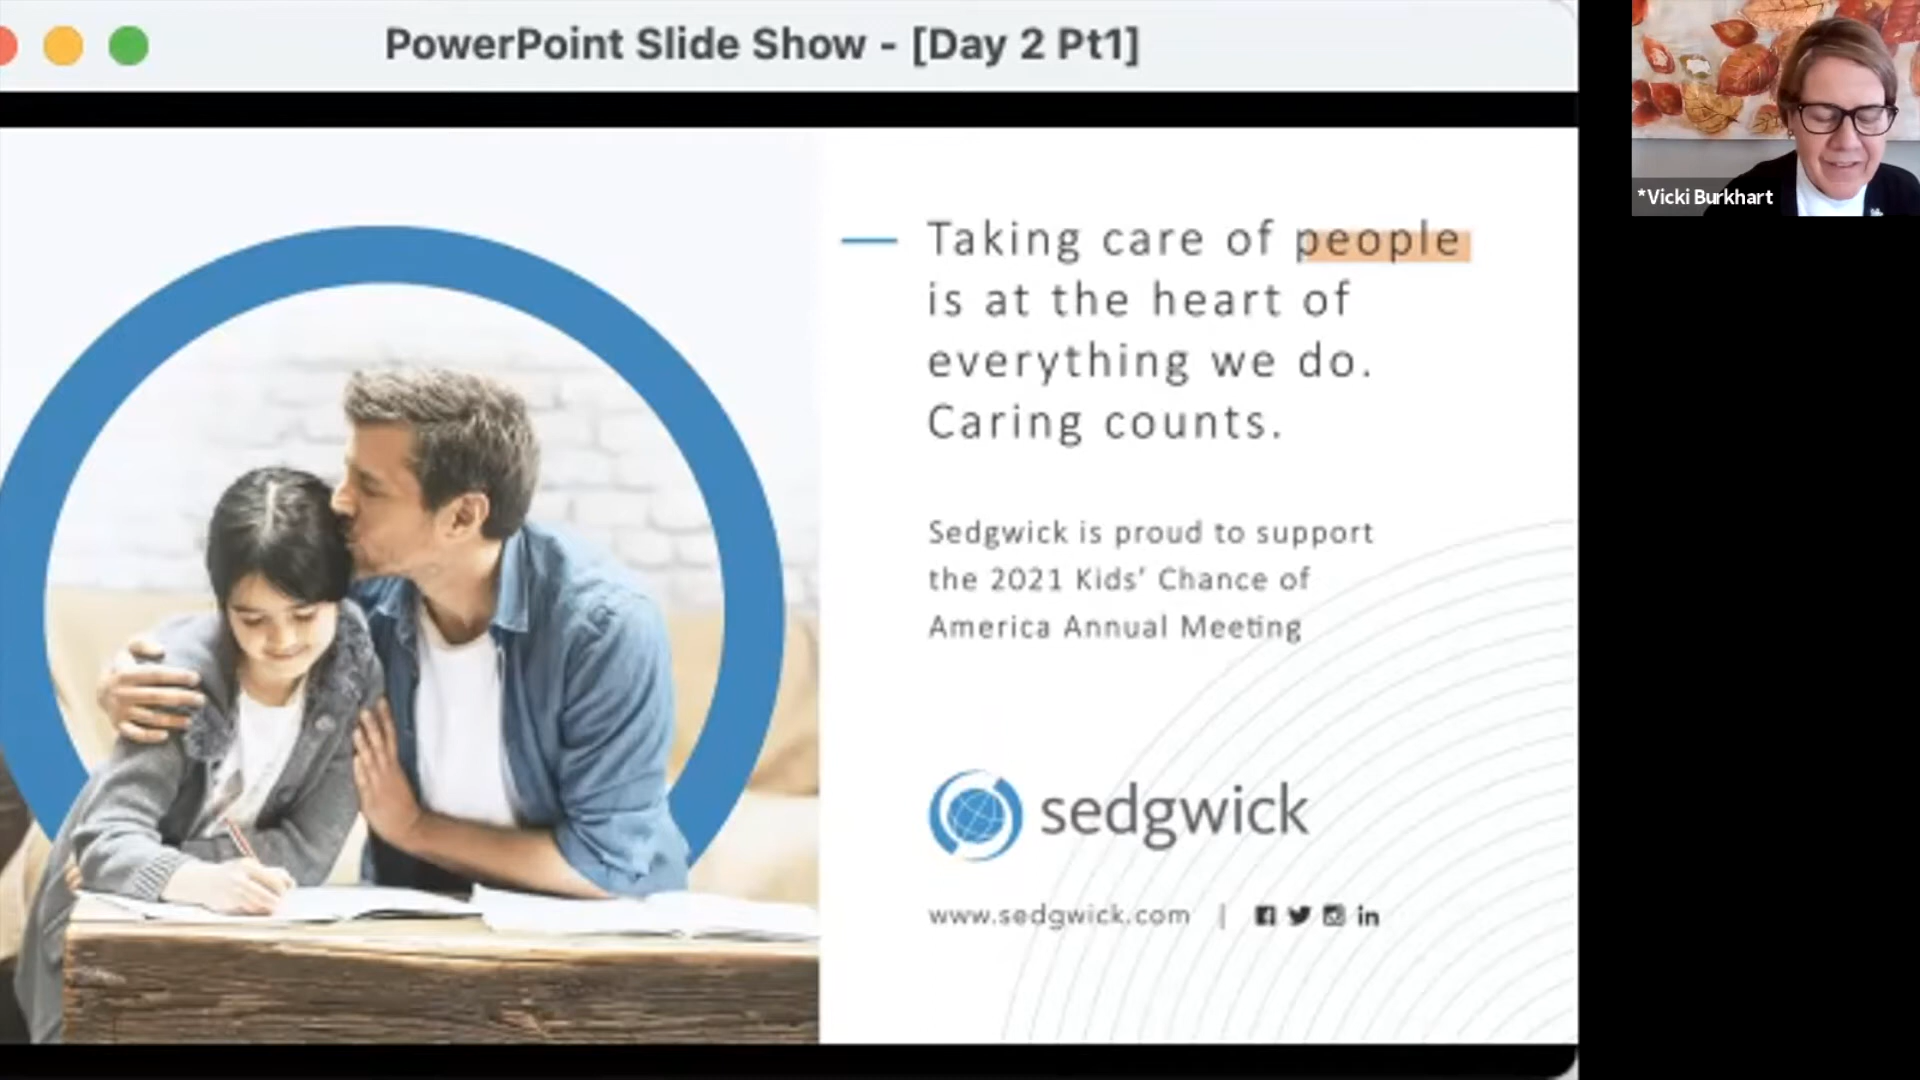 PowerPoint Slide Show - [Day 2 Pt1]
Taking care of people
is at the heart of
everything we do.
Caring counts.
Sedgwick is proud to support
the 2021 Kids' Chance of
America Annual Meeting
sedgwick
www.sedgwick.com |
*Vicki Burkhart